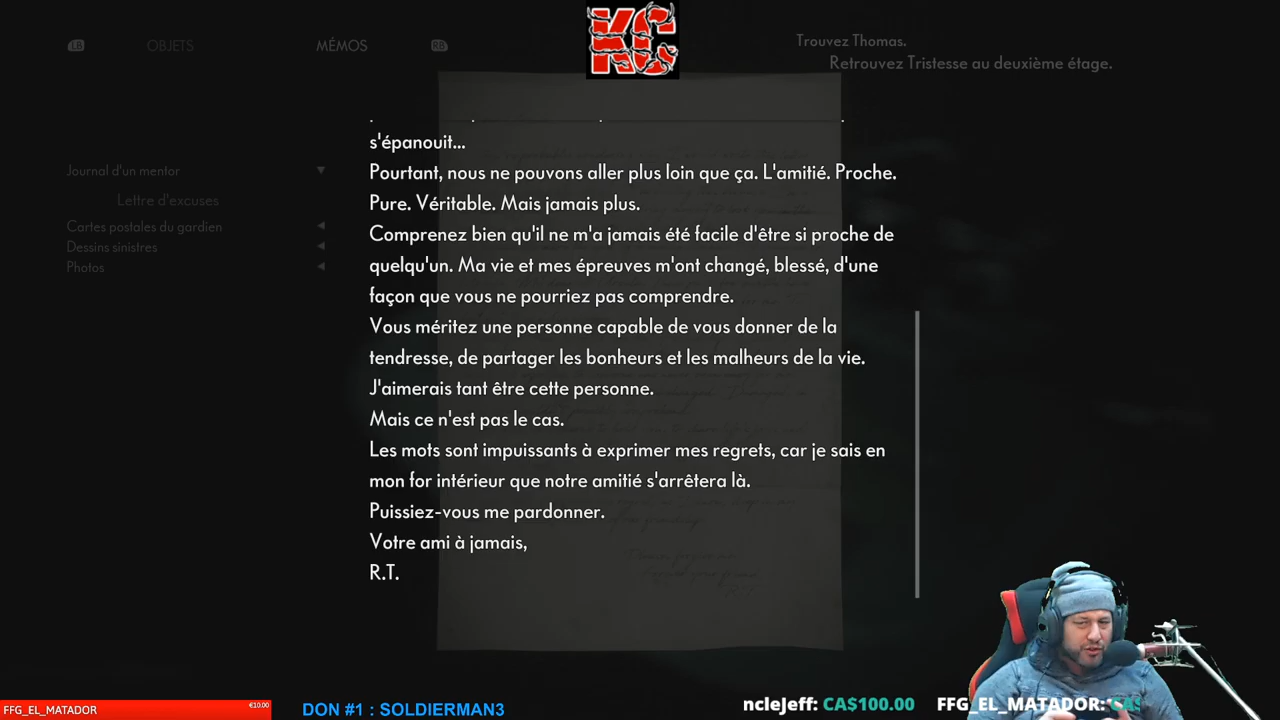 KC
OBJETS
MÉMOS
LB
RB
Trouvez Thomas.
Retrouvez Tristesse au deuxième étage.
Journal d'un mentor
Lettre d'excuses
Cartes postales du gardien
Dessins sinistres
Photos
s'épanouit...
Pourtant, nous ne pouvons aller plus loin que ça. L'amitié. Proche.
Pure. Véritable. Mais jamais plus.
Comprenez bien qu'il ne m'a jamais été facile d'être si proche de
quelqu'un. Ma vie et mes épreuves m'ont changé, blessé, d'une
façon que vous ne pourriez pas comprendre.
Vous méritez une personne capable de vous donner de la
tendresse, de partager les bonheurs et les malheurs de la vie.
J'aimerais tant être cette personne.
Mais ce n'est pas le cas.
Les mots sont impuissants à exprimer mes regrets, car je sais en
mon for intérieur que notre amitié s'arrêtera là.
Puissiez-vous me pardonner.
Votre ami à jamais,
R.T.
FFG_EL_MATADOR €10.00
DON #1 : SOLDIERMAN3
ncleJeff: CA$100.00 FFG_EL_MATADOR: CA$